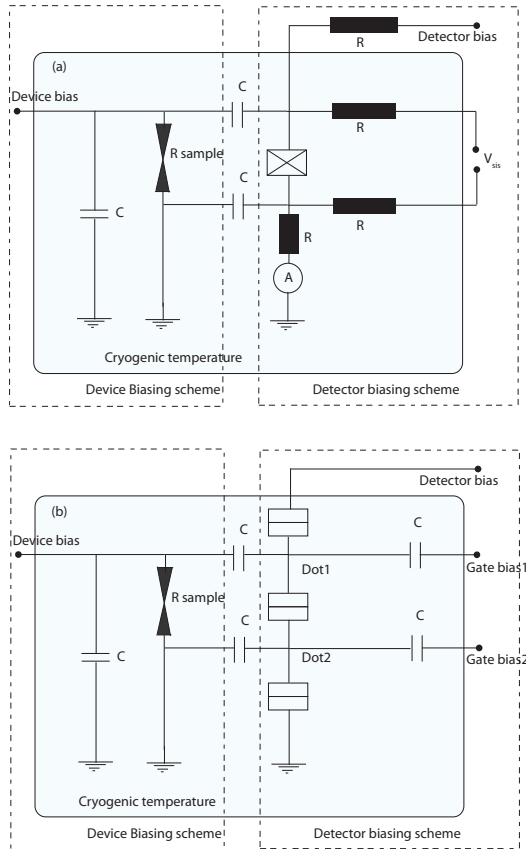 R
Detector bias
(a)
Device bias
C
R
R sample
V sis
C
C
R
R
A
Cryogenic temperature
Device Biasing scheme
Detector biasing scheme
Detector bias
(b)
Device bias
C
C
Dot1
Gate bias1
R sample
C
C
C
Dot2
Gate bias2
Cryogenic temperature
Device Biasing scheme
Detector biasing scheme